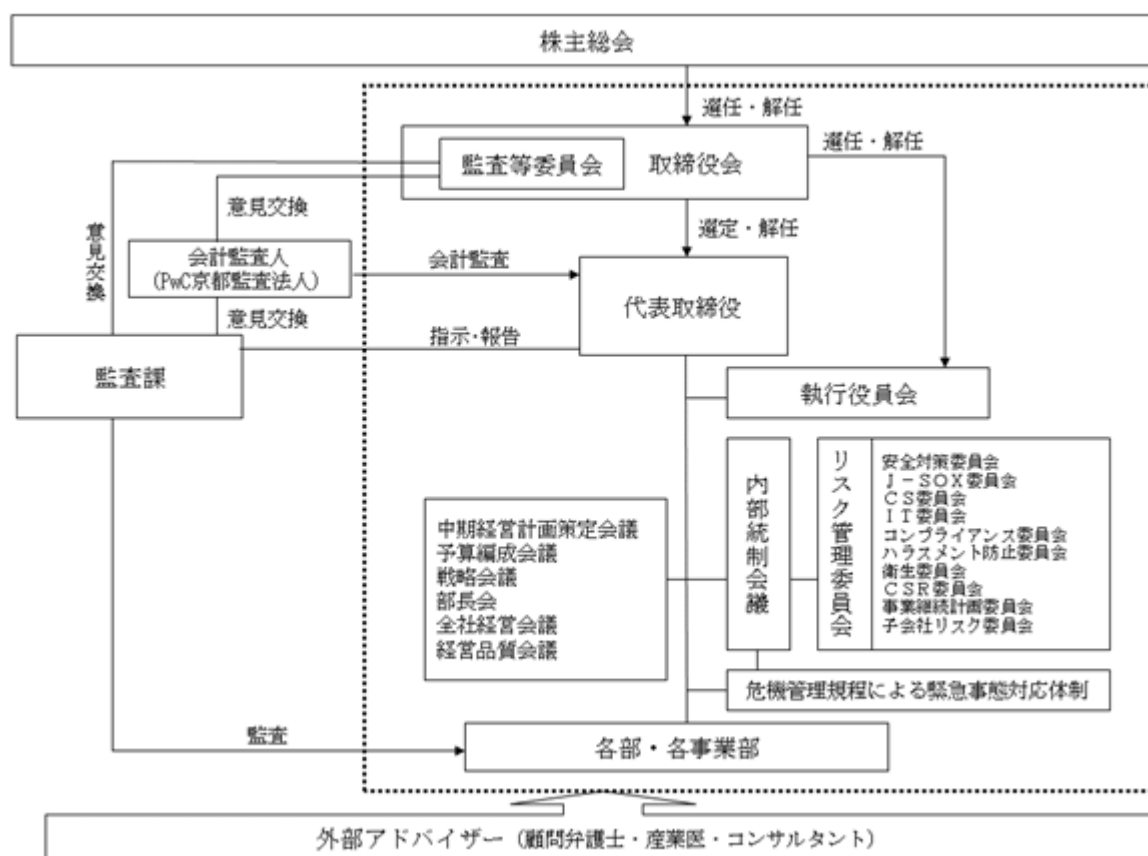 株主総会
選任・解任
選任・解任
監査等委員会
取締役会
意見交換
意見交換
選定・解任
会計監査人
(PwC京都監査法人)
会計監査
代表取締役
意見交換
指示・報告
監査課
執行役員会
内部統制会議
リスク管理委員会
安全対策委員会
J－SOX委員会
ＣＳ委員会
ＩＴ委員会
コンプライアンス委員会
ハラスメント防止委員会
衛生委員会
ＣＳＲ委員会
事業継続計画委員会
子会社リスク委員会
中期経営計画策定会議
予算編成会議
戦略会議
部長会
全社経営会議
経営品質会議
危機管理規程による緊急事態対応体制
監査
各部・各事業部
外部アドバイザー（顧問弁護士・産業医・コンサルタント）